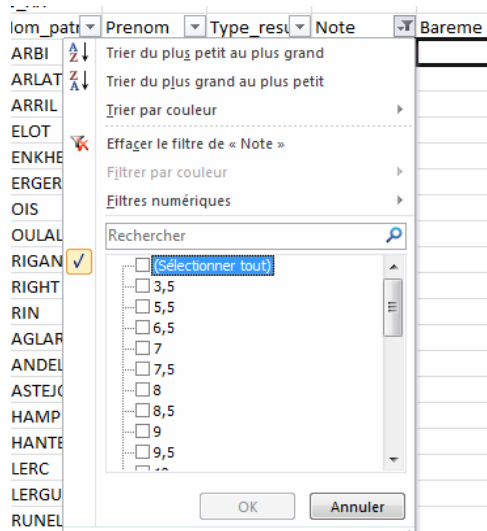 lom_patr Prenom Type_resu Note Bareme
ARBI
ARLAT
ARRIL
ELOT
ENKHE
ERGER
OIS
OULAL
RIGAN
RIGHT
RIN
AGLAR
ANDEL
ASTEJO
HAMP
HANTE
LERC
LERGU
RUNEL
Trier du plus petit au plus grand
Trier du plus grand au plus petit
Trier par couleur
Effacer le filtre de « Note »
Filtrer par couleur
Filtres numériques
Rechercher
(Sélectionner tout)
3,5
5,5
6,5
7
7,5
8
8,5
9
9,5
OK Annuler